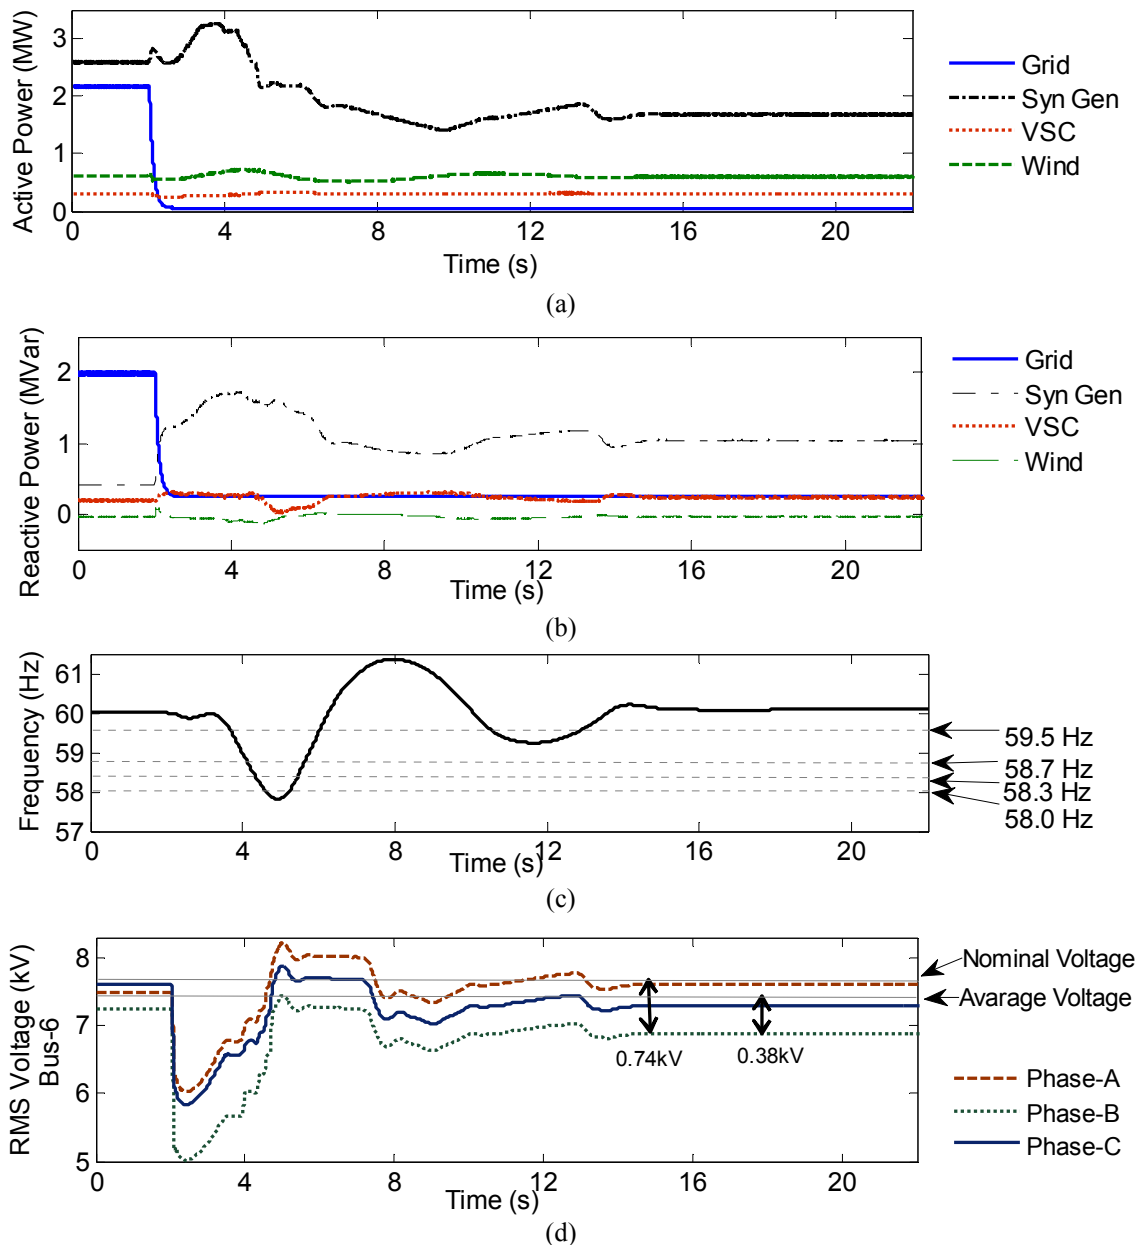 Active Power (MW)
3
2
1
0
0
4
8
12
16
20
Time (s)
Grid
Syn Gen
VSC
Wind
(a)
Reactive Power (MVar)
2
1
0
0
4
8
12
16
20
Time (s)
Grid
Syn Gen
VSC
Wind
(b)
Frequency (Hz)
61
60
59
58
57
0
4
8
12
16
20
Time (s)
59.5 Hz
58.7 Hz
58.3 Hz
58.0 Hz
(c)
RMS Voltage (kV)
Bus-6
8
7
6
5
0
4
8
12
16
20
Time (s)
0.74kV
0.38kV
Nominal Voltage
Avarage Voltage
Phase-A
Phase-B
Phase-C
(d)